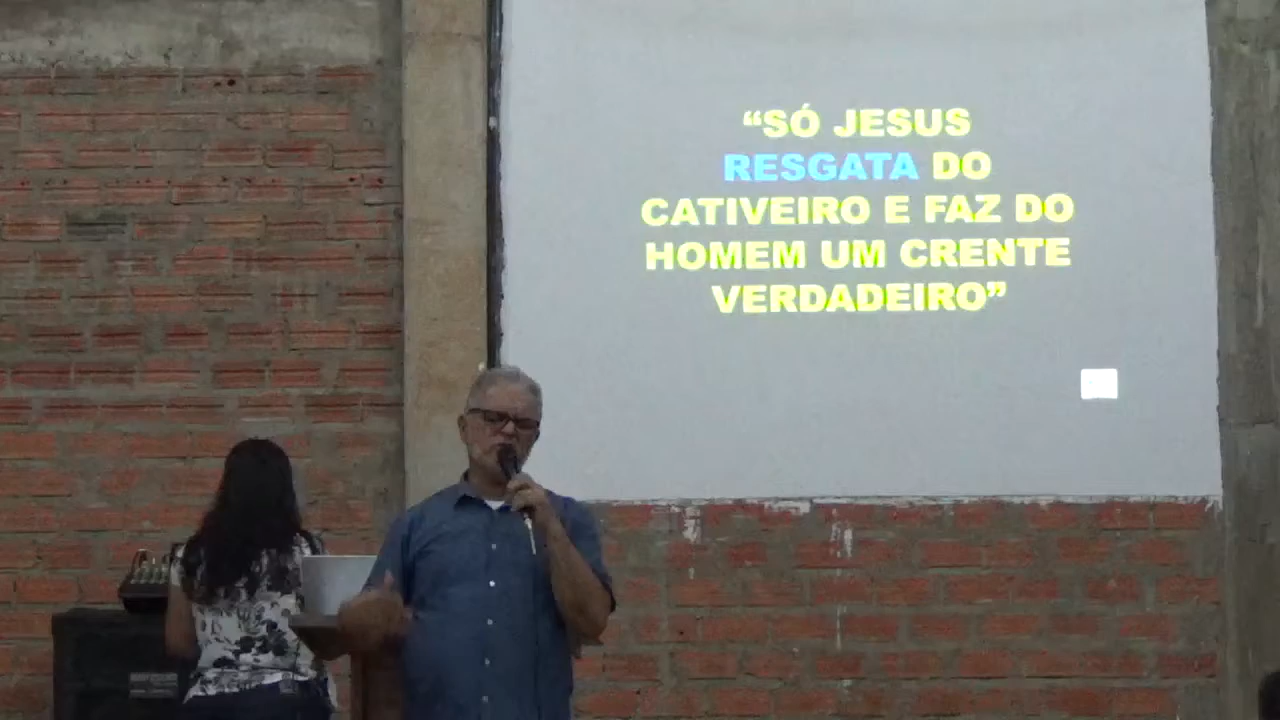 “SÓ JESUS
RESGATA DO
CATIVEIRO E FAZ DO
HOMEM UM CRENTE
VERDADEIRO”